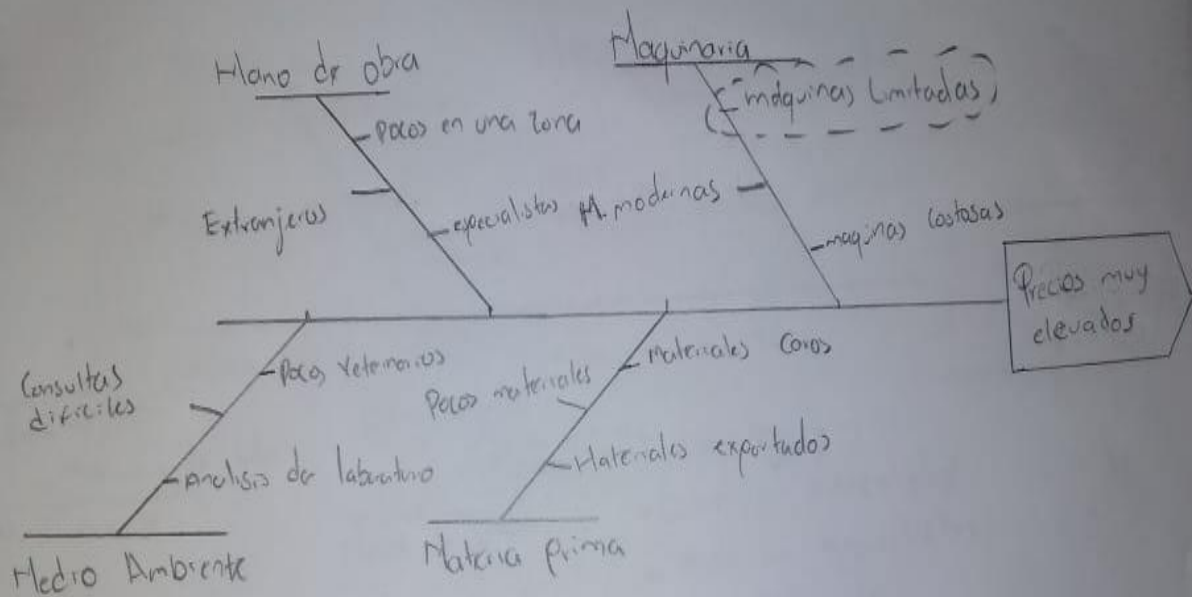 Mano de obra
Pocos en una zona
Extranjeros
especialistas
Maquinaria
máquinas Limitadas
M. modernas
maquinas Costosas
Precios muy
elevados
Consultas
dificiles
Pocos Veterinarios
Analisis de laboratorio
Medio Ambiente
Materiales Caros
Pocos materiales
Materiales exportados
Materia prima